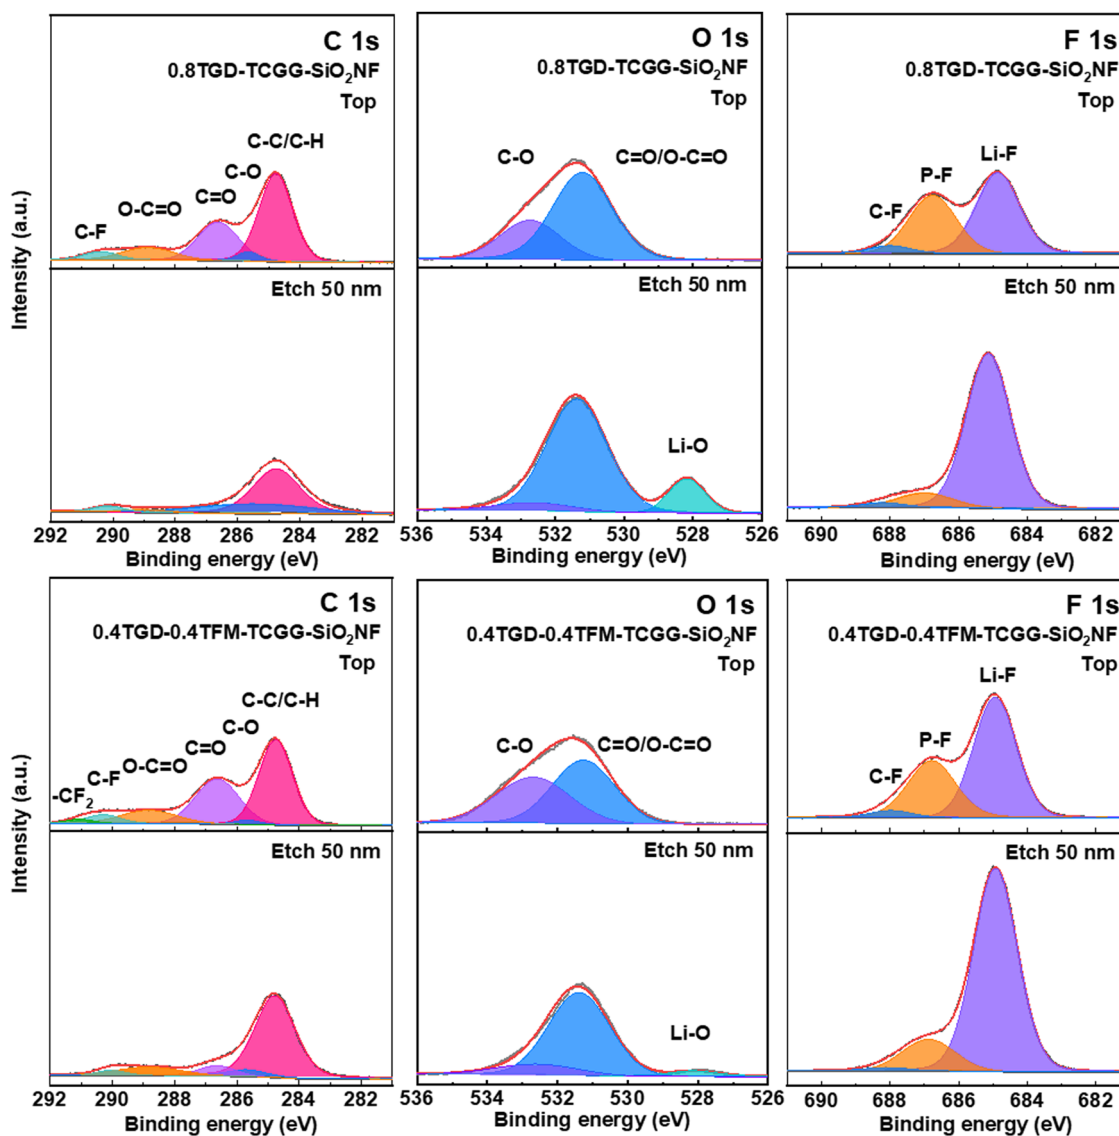 C 1s
0.8TGD-TCGG-SiO₂NF
Top
C-C/C-H
C-O
C=O
O-C=O
C-F
Etch 50 nm
292 290 288 286 284 282
Binding energy (eV)
Intensity (a.u.)
O 1s
0.8TGD-TCGG-SiO₂NF
Top
C-O
C=O/O-C=O
Etch 50 nm
Li-O
536 534 532 530 528 526
Binding energy (eV)
F 1s
0.8TGD-TCGG-SiO₂NF
Top
Li-F
P-F
C-F
Etch 50 nm
690 688 686 684 682
Binding energy (eV)
C 1s
0.4TGD-0.4TFM-TCGG-SiO₂NF
Top
C-C/C-H
C-O
C=O
O-C=O
C-F
-CF₂
Etch 50 nm
292 290 288 286 284 282
Binding energy (eV)
Intensity (a.u.)
O 1s
0.4TGD-0.4TFM-TCGG-SiO₂NF
Top
C-O
C=O/O-C=O
Etch 50 nm
Li-O
536 534 532 530 528 526
Binding energy (eV)
F 1s
0.4TGD-0.4TFM-TCGG-SiO₂NF
Top
Li-F
P-F
C-F
Etch 50 nm
690 688 686 684 682
Binding energy (eV)